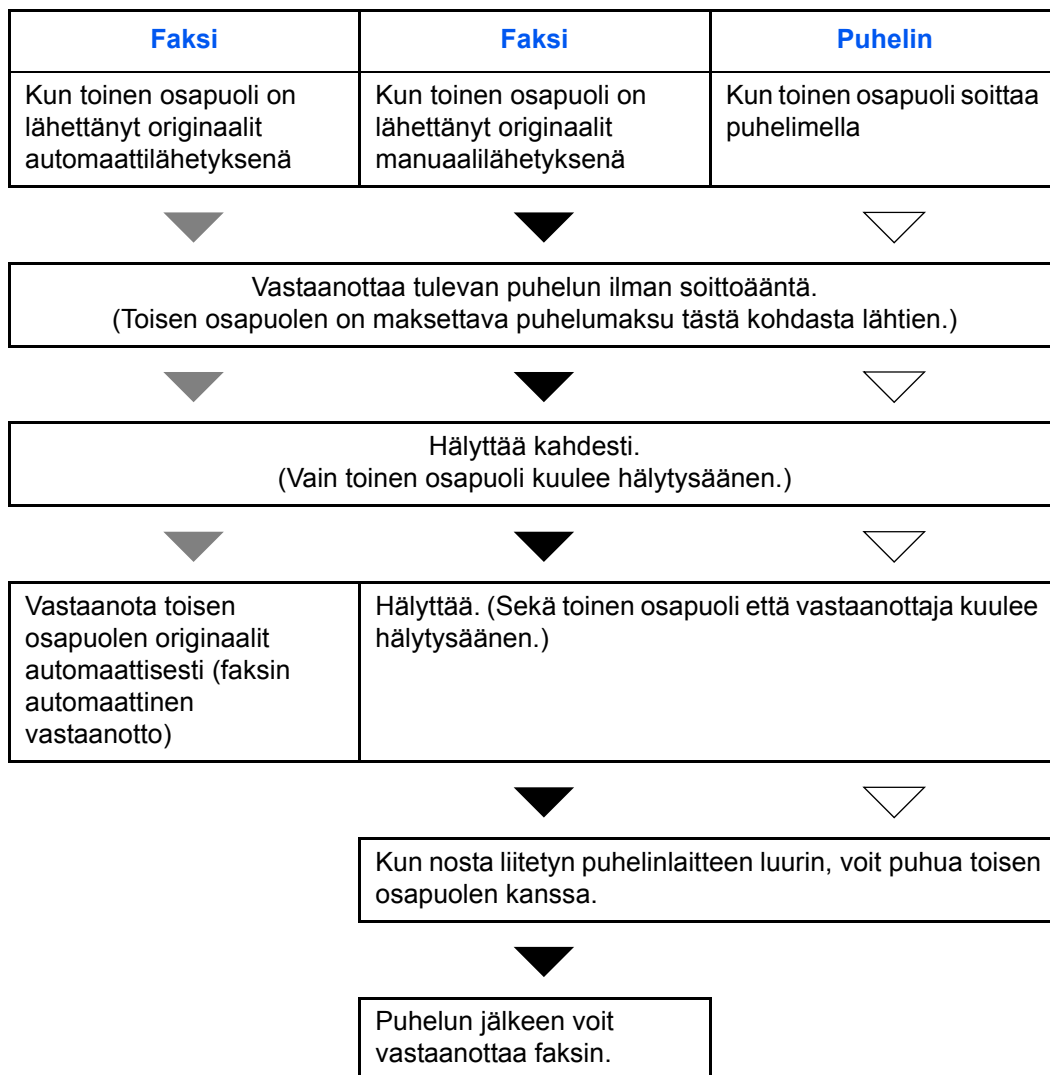 Faksi
Faksi
Puhelin
Kun toinen osapuoli on
lähettänyt originaalit
automaattilähetyksenä
Kun toinen osapuoli on
lähettänyt originaalit
manuaalilähetyksenä
Kun toinen osapuoli soittaa
puhelimella
Vastaanottaa tulevan puhelun ilman soittoääntä.
(Toisen osapuolen on maksettava puhelumaksu tästä kohdasta lähtien.)
Hälyttää kahdesti.
(Vain toinen osapuoli kuulee hälytysäänen.)
Vastaanota toisen
osapuolen originaalit
automaattisesti (faksin
automaattinen
vastaanotto)
Hälyttää. (Sekä toinen osapuoli että vastaanottaja kuulee
hälytysäänen.)
Kun nosta liitetyn puhelinlaitteen luurin, voit puhua toisen
osapuolen kanssa.
Puhelun jälkeen voit
vastaanottaa faksin.